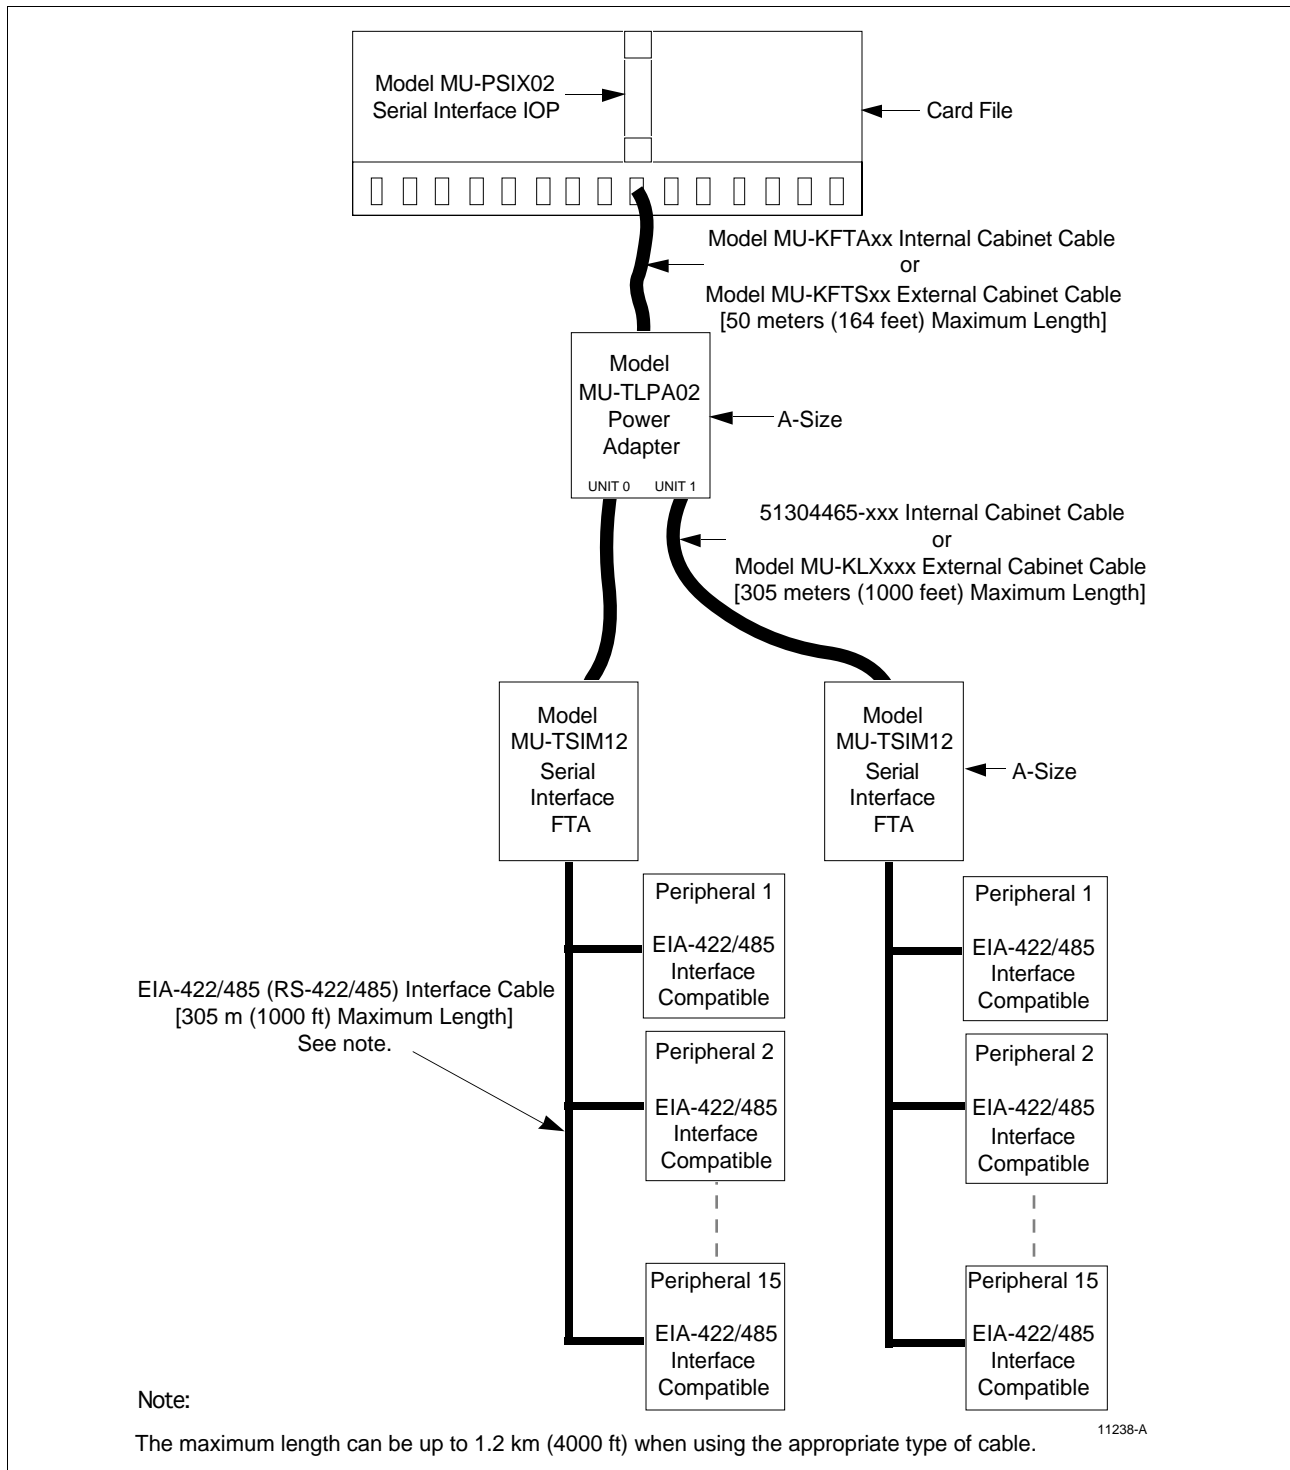 Model MU-PSIX02
Serial Interface IOP
Card File
Model MU-KFTAxx Internal Cabinet Cable
or
Model MU-KFTSxx External Cabinet Cable
[50 meters (164 feet) Maximum Length]
Model
MU-TLPA02
Power
Adapter
A-Size
UNIT 0
UNIT 1
51304465-xxx Internal Cabinet Cable
or
Model MU-KLXxxx External Cabinet Cable
[305 meters (1000 feet) Maximum Length]
Model
MU-TSIM12
Serial
Interface
FTA
Model
MU-TSIM12
Serial
Interface
FTA
A-Size
Peripheral 1
EIA-422/485
Interface
Compatible
Peripheral 1
EIA-422/485
Interface
Compatible
EIA-422/485 (RS-422/485) Interface Cable
[305 m (1000 ft) Maximum Length]
See note.
Peripheral 2
EIA-422/485
Interface
Compatible
Peripheral 2
EIA-422/485
Interface
Compatible
Peripheral 15
EIA-422/485
Interface
Compatible
Peripheral 15
EIA-422/485
Interface
Compatible
Note:
11238-A
The maximum length can be up to 1.2 km (4000 ft) when using the appropriate type of cable.